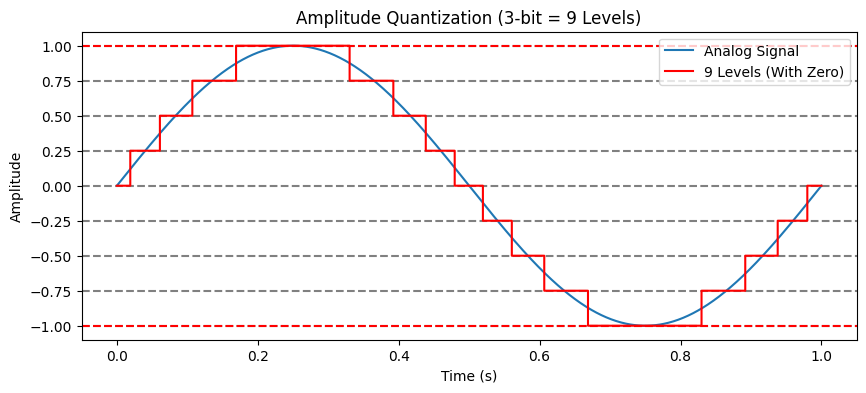 Amplitude Quantization (3-bit = 9 Levels)
Analog Signal
9 Levels (With Zero)
Amplitude
1.00
0.75
0.50
0.25
0.00
−0.25
−0.50
−0.75
−1.00
0.0 0.2 0.4 0.6 0.8 1.0
Time (s)